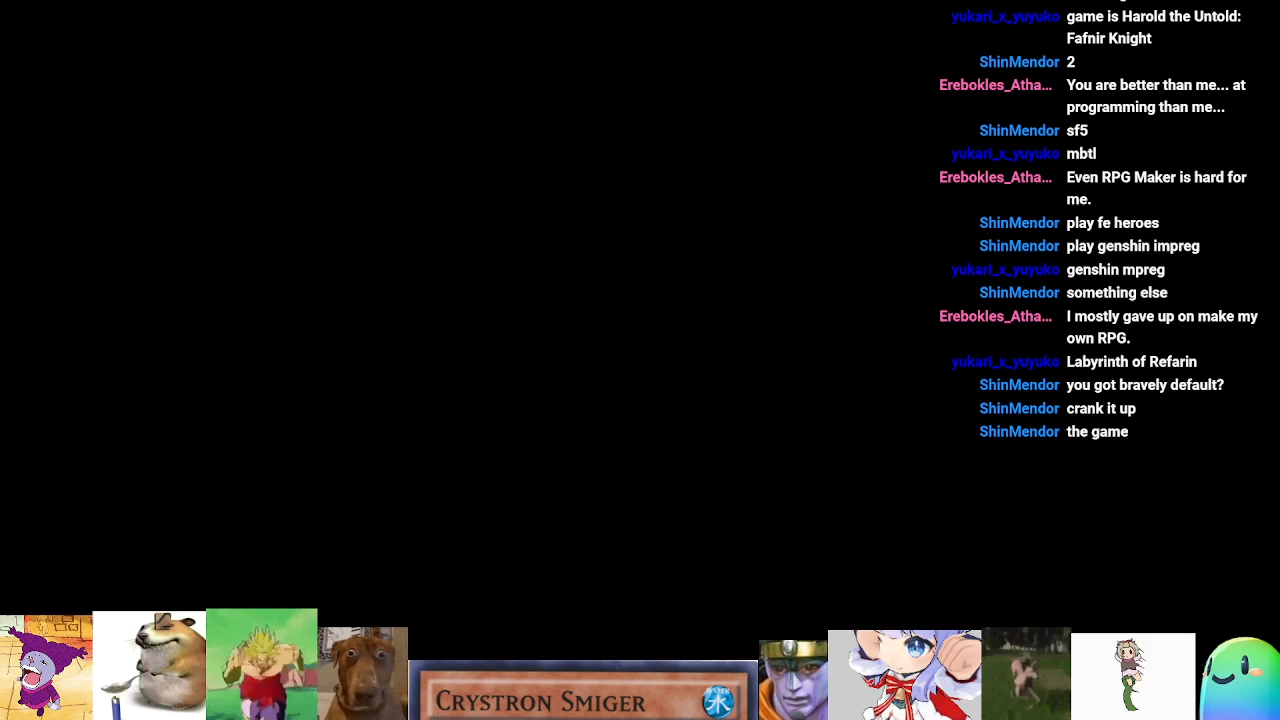 yukari_x_yuyuko game is Harold the Untold:
Fafnir Knight
ShinMendor 2
Erebokles_Atha... You are better than me... at
programming than me...
ShinMendor sf5
yukari_x_yuyuko mbtl
Erebokles_Atha... Even RPG Maker is hard for
me.
ShinMendor play fe heroes
ShinMendor play genshin impreg
yukari_x_yuyuko genshin mpreg
ShinMendor something else
Erebokles_Atha... I mostly gave up on make my
own RPG.
yukari_x_yuyuko Labyrinth of Refarin
ShinMendor you got bravely default?
ShinMendor crank it up
ShinMendor the game
Crystron Smiger
WATER
水